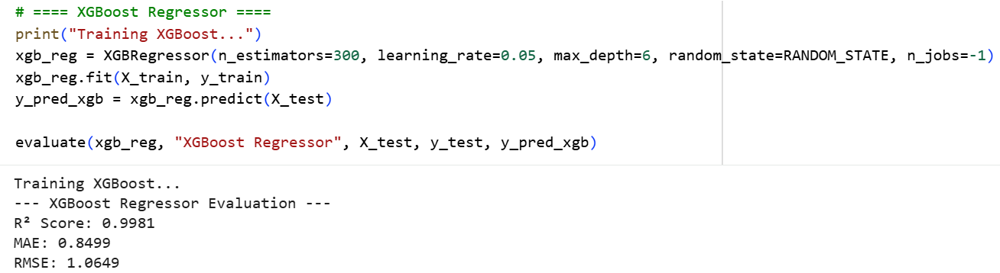 # ==== XGBoost Regressor ====
print("Training XGBoost...")
xgb_reg = XGBRegressor(n_estimators=300, learning_rate=0.05, max_depth=6, random_state=RANDOM_STATE, n_jobs=-1)
xgb_reg.fit(X_train, y_train)
y_pred_xgb = xgb_reg.predict(X_test)
evaluate(xgb_reg, "XGBoost Regressor", X_test, y_test, y_pred_xgb)
Training XGBoost...
--- XGBoost Regressor Evaluation ---
R² Score: 0.9981
MAE: 0.8499
RMSE: 1.0649